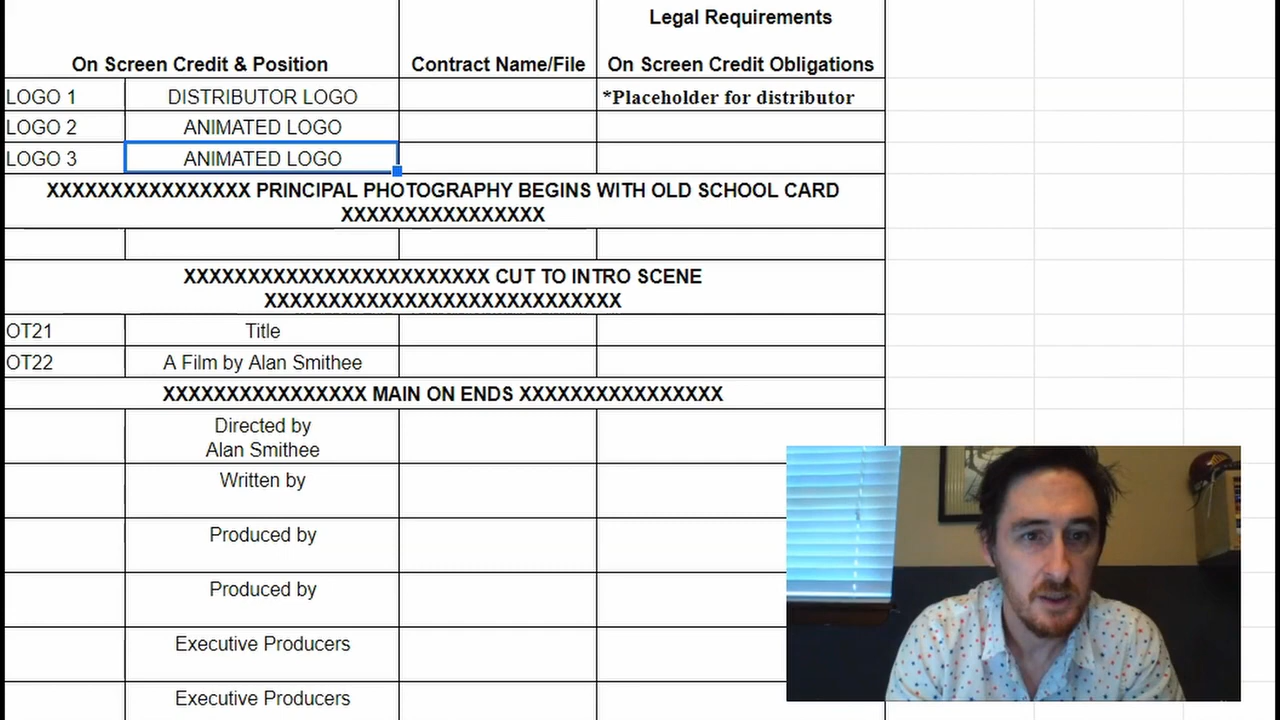 Legal Requirements
On Screen Credit & Position
Contract Name/File
On Screen Credit Obligations
LOGO 1
DISTRIBUTOR LOGO
*Placeholder for distributor
LOGO 2
ANIMATED LOGO
LOGO 3
ANIMATED LOGO
XXXXXXXXXXXXXXXX PRINCIPAL PHOTOGRAPHY BEGINS WITH OLD SCHOOL CARD
XXXXXXXXXXXXXXXX
XXXXXXXXXXXXXXXXXXXXXXXX CUT TO INTRO SCENE
XXXXXXXXXXXXXXXXXXXXXXXXXXXX
OT21
Title
OT22
A Film by Alan Smithee
XXXXXXXXXXXXXXXX MAIN ON ENDS XXXXXXXXXXXXXXXX
Directed by
Alan Smithee
Written by
Produced by
Produced by
Executive Producers
Executive Producers